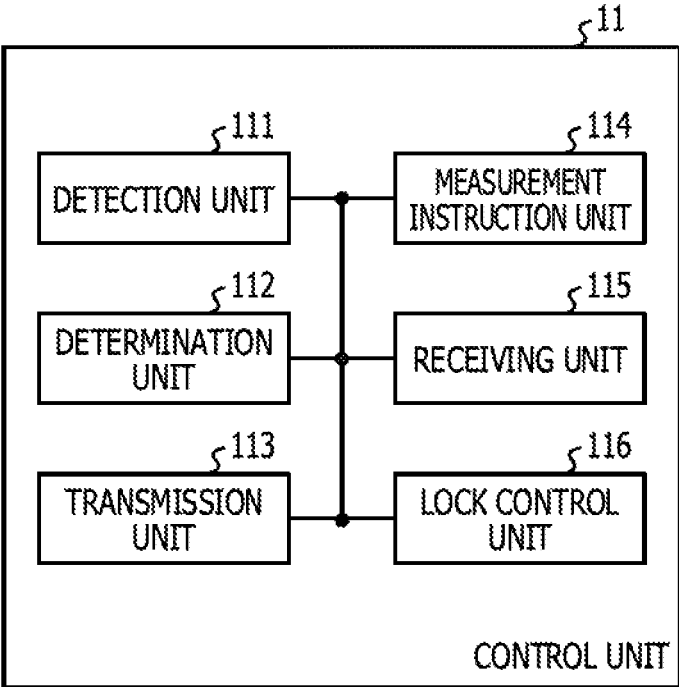 11
111
DETECTION UNIT
114
MEASUREMENT
INSTRUCTION UNIT
112
DETERMINATION
UNIT
115
RECEIVING UNIT
113
TRANSMISSION
UNIT
116
LOCK CONTROL
UNIT
CONTROL UNIT